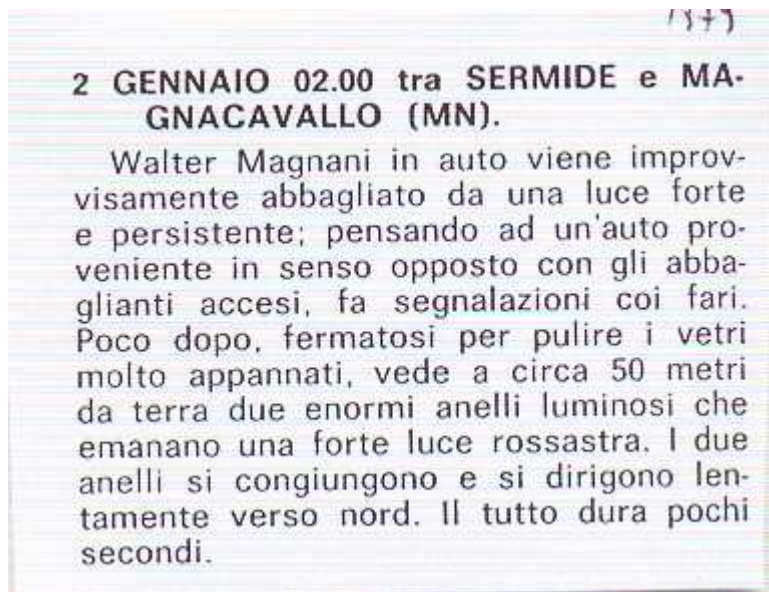 1979
2 GENNAIO 02.00 tra SERMIDE e MA-
GNACAVALLO (MN).
Walter Magnani in auto viene improv-
visamente abbagliato da una luce forte
e persistente; pensando ad un'auto pro-
veniente in senso opposto con gli abba-
glianti accesi, fa segnalazioni coi fari.
Poco dopo, fermatosi per pulire i vetri
molto appannati, vede a circa 50 metri
da terra due enormi anelli luminosi che
emanano una forte luce rossastra. I due
anelli si congiungono e si dirigono len-
tamente verso nord. Il tutto dura pochi
secondi.